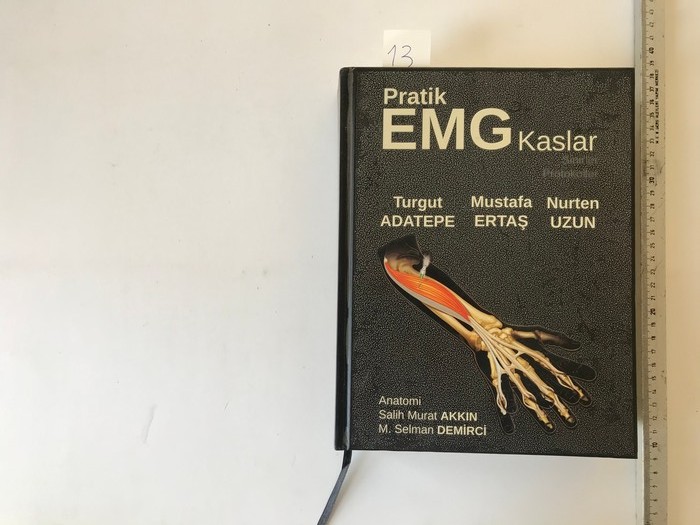 13
Pratik
EMG Kaslar
Sinirler
Protokoller
Turgut ADATEPE
Mustafa ERTAŞ
Nurten UZUN
Anatomi
Salih Murat AKKIN
M. Selman DEMİRCİ